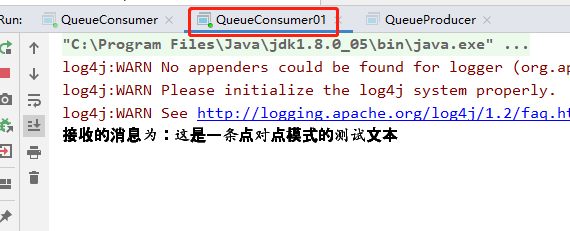 Run: QueueConsumer QueueConsumer01 QueueProducer
"C:\Program Files\Java\jdk1.8.0_05\bin\java.exe" ...
log4j:WARN No appenders could be found for logger (org.ap
log4j:WARN Please initialize the log4j system properly.
log4j:WARN See http://logging.apache.org/log4j/1.2/faq.ht
接收的消息为：这是一条点对点模式的测试文本